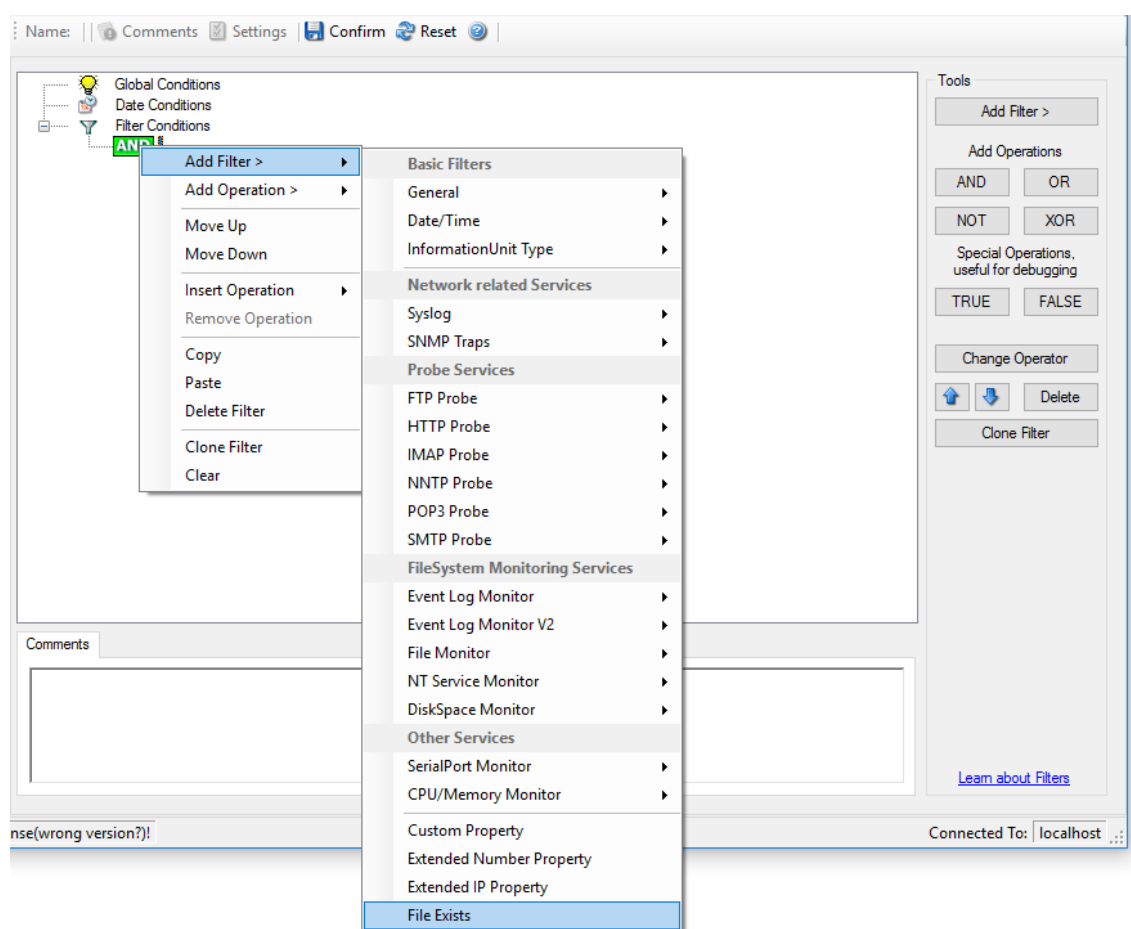 Name: Comments Settings Confirm Reset
Global Conditions
Date Conditions
Filter Conditions
AND
Add Filter >
Add Operation >
Move Up
Move Down
Insert Operation
Remove Operation
Copy
Paste
Delete Filter
Clone Filter
Clear
Basic Filters
General
Date/Time
InformationUnit Type
Network related Services
Syslog
SNMP Traps
Probe Services
FTP Probe
HTTP Probe
IMAP Probe
NNTP Probe
POP3 Probe
SMTP Probe
FileSystem Monitoring Services
Event Log Monitor
Event Log Monitor V2
File Monitor
NT Service Monitor
DiskSpace Monitor
Other Services
SerialPort Monitor
CPU/Memory Monitor
Custom Property
Extended Number Property
Extended IP Property
File Exists
Tools
Add Filter >
Add Operations
AND OR
NOT XOR
Special Operations,
useful for debugging
TRUE FALSE
Change Operator
Delete
Clone Filter
Learn about Filters
Comments
nse(wrong version?)!
Connected To: localhost